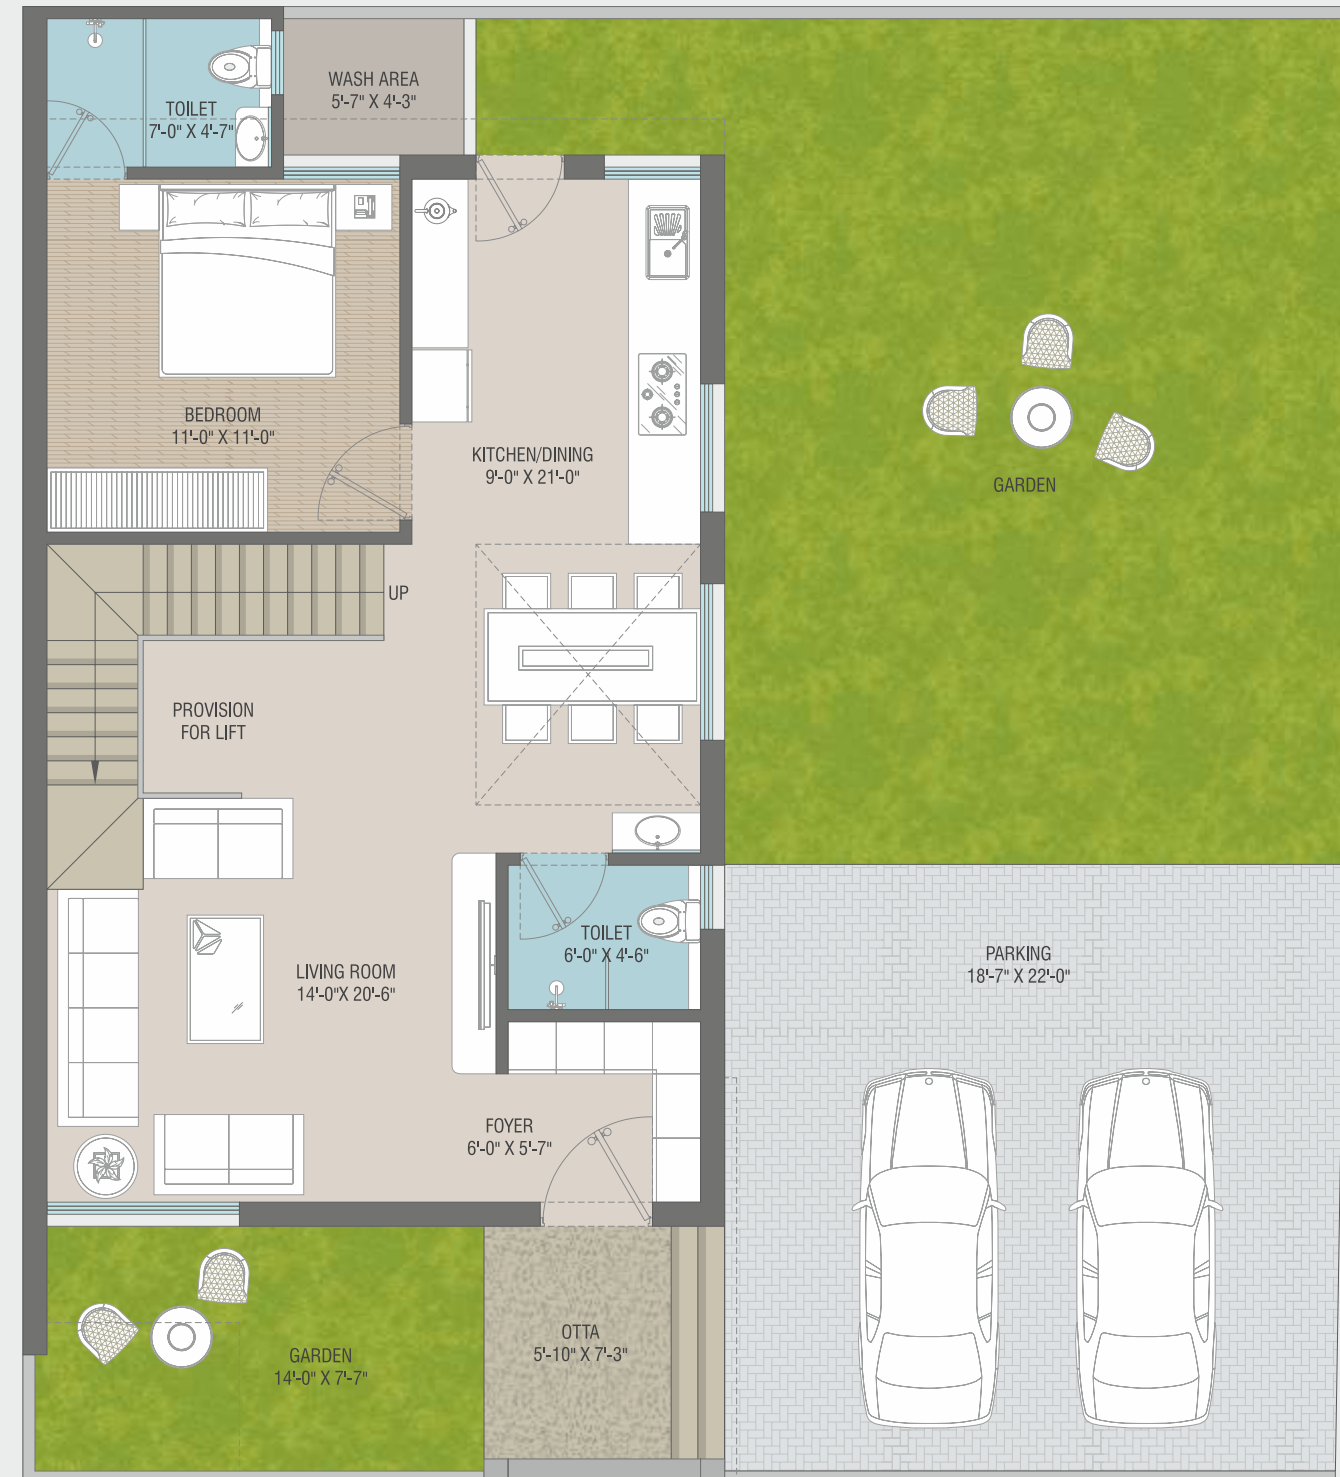 WASH AREA
5'-7" X 4'-3"
TOILET
7'-0" X 4'-7"
BEDROOM
11'-0" X 11'-0"
KITCHEN/DINING
9'-0" X 21'-0"
GARDEN
UP
PROVISION
FOR LIFT
TOILET
6'-0" X 4'-6"
LIVING ROOM
14'-0"X 20'-6"
PARKING
18'-7" X 22'-0"
FOYER
6'-0" X 5'-7"
OTTA
5'-10" X 7'-3"
GARDEN
14'-0" X 7'-7"